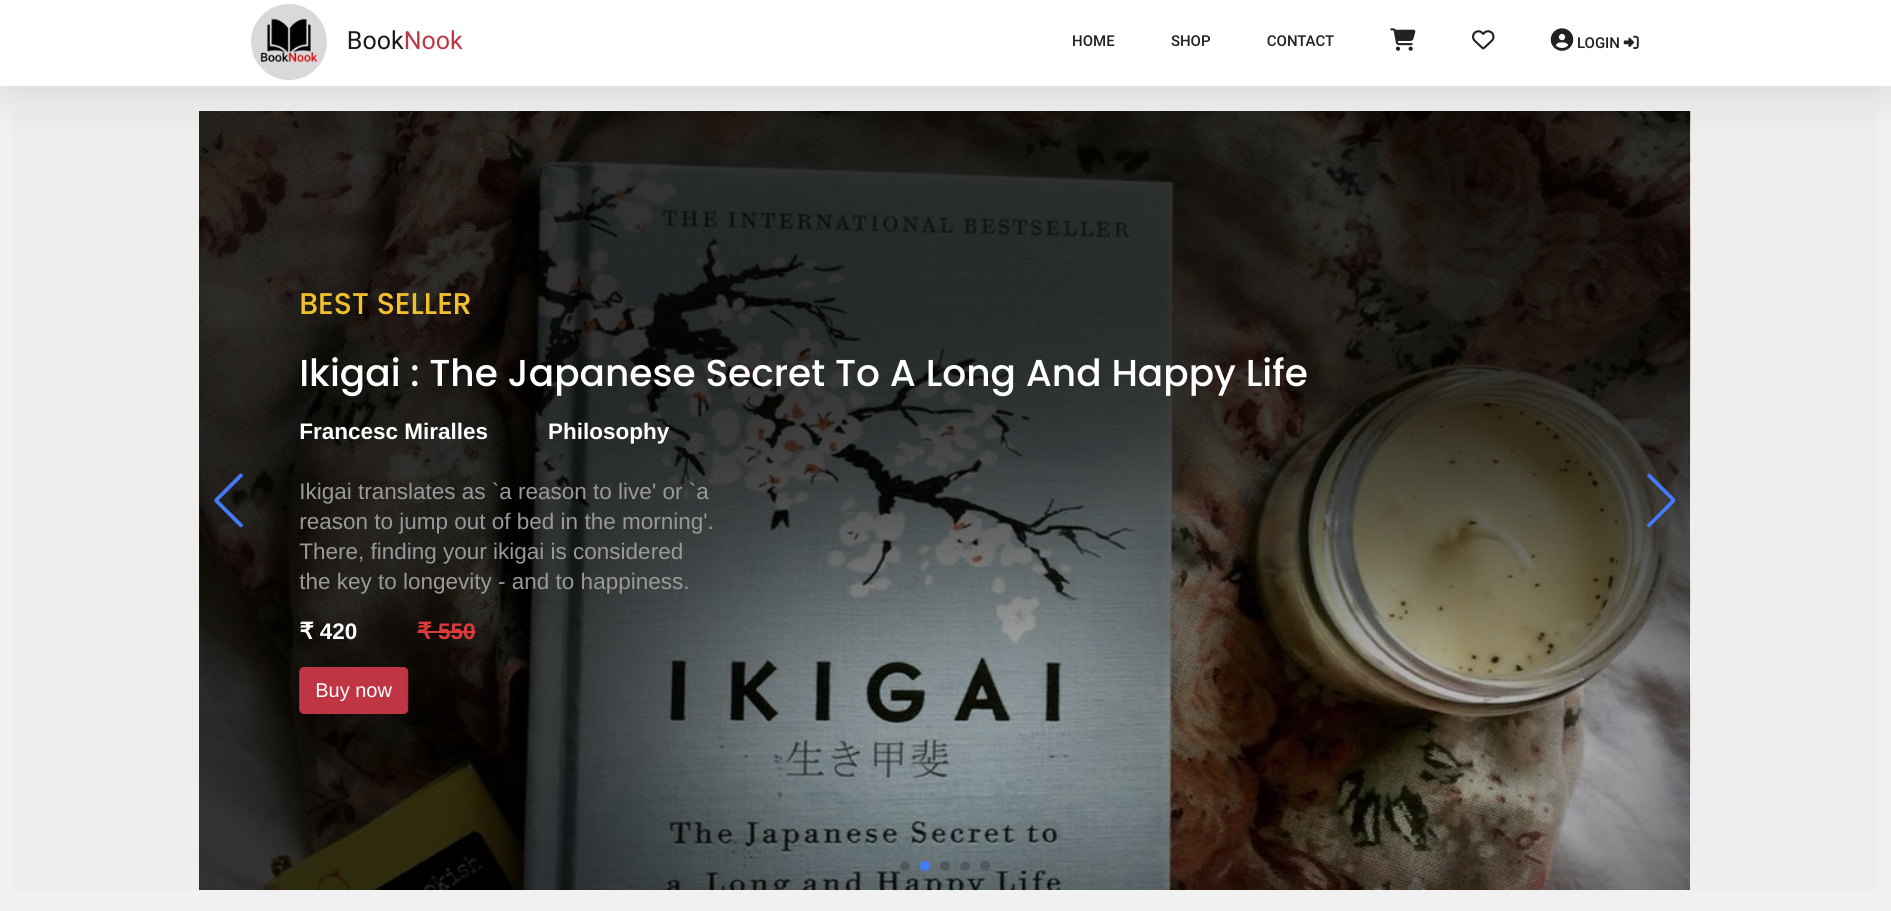 BookNook
BookNook
HOME
SHOP
CONTACT
LOGIN
THE INTERNATIONAL BESTSELLER
BEST SELLER
Ikigai : The Japanese Secret To A Long And Happy Life
Francesc Miralles
Philosophy
Ikigai translates as `a reason to live' or `a
reason to jump out of bed in the morning'.
There, finding your ikigai is considered
the key to longevity - and to happiness.
₹ 420
₹ 550
Buy now
IKIGAI
生き甲斐
The Japanese Secret to
a Long and Happy Life